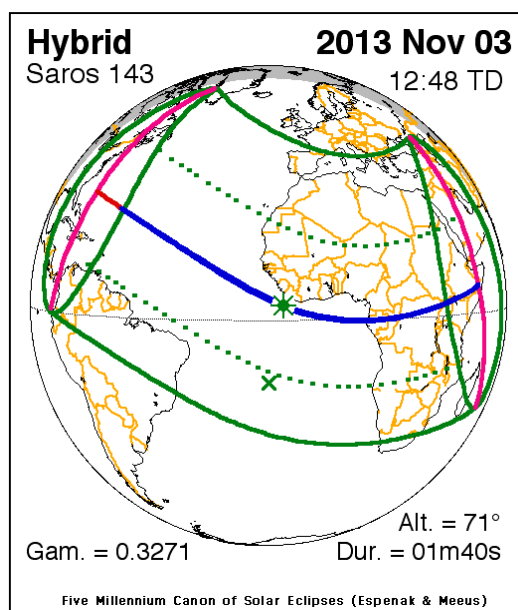 Hybrid 2013 Nov 03
Saros 143 12:48 TD
Alt. = 71°
Gam. = 0.3271 Dur. = 01m40s
Five Millennium Canon of Solar Eclipses (Espenak & Meeus)